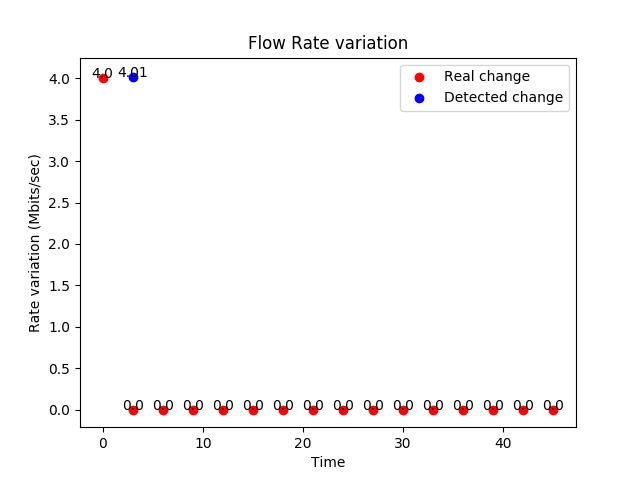 Flow Rate variation
4.0 4.01
Real change
Detected change
4.0
3.5
3.0
2.5
2.0
1.5
1.0
0.5
0.0
Rate variation (Mbits/sec)
0.0 0.0 0.0 0.0 0.0 0.0 0.0 0.0 0.0 0.0 0.0 0.0 0.0 0.0 0.0
0 10 20 30 40
Time